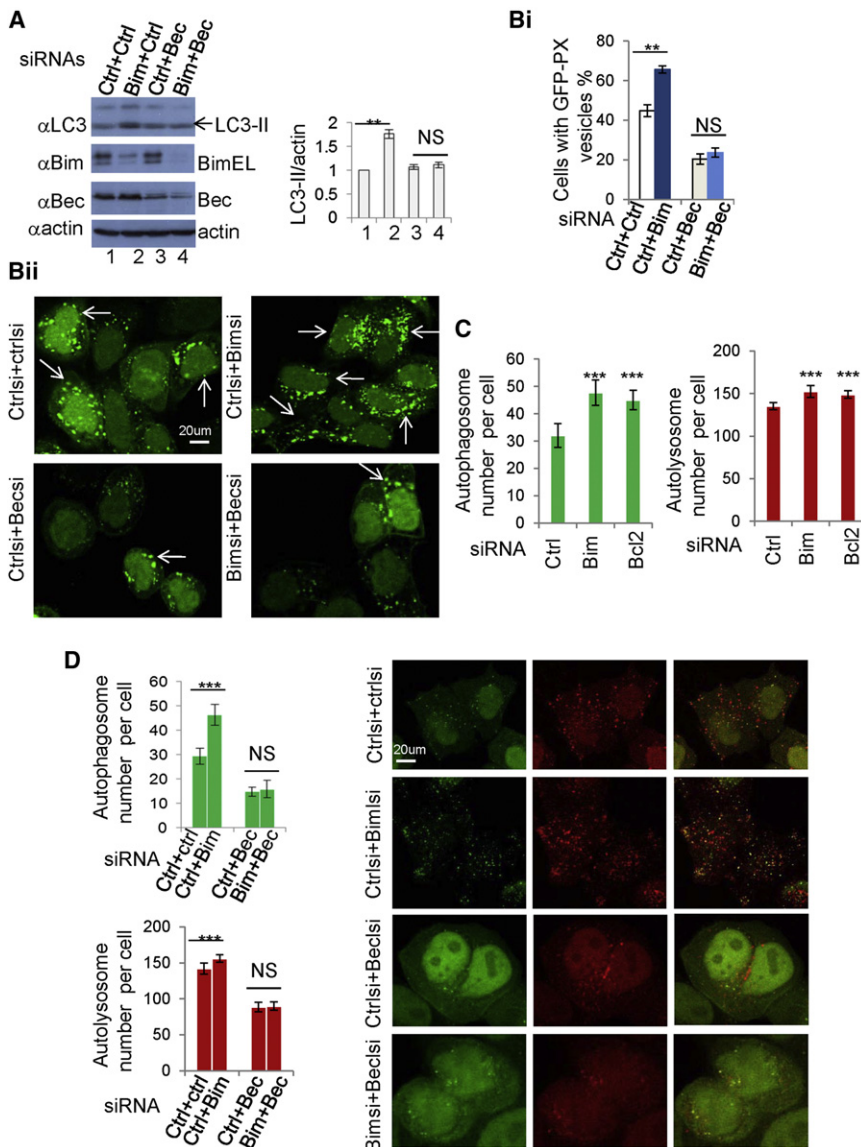 A
siRNAs
Ctrl+Ctrl
Bim+Ctrl
Ctrl+Bec
Bim+Bec
αLC3
LC3-II
αBim
BimEL
αBec
Bec
αactin
actin
1 2 3 4
LC3-II/actin
2
1.5
1
0.5
0
**
NS
1 2 3 4
Bi
Cells with GFP-PX
vesicles %
80
60
40
20
0
**
NS
siRNA
Ctrl+Ctrl
Ctrl+Bim
Ctrl+Bec
Bim+Bec
Bii
Ctrlsi+ctrlsi
20um
Ctrlsi+Bimsi
Ctrlsi+Becsi
Bimsi+Becsi
C
Autophagosome
number per cell
60
50
40
30
20
10
0
***
***
siRNA
Ctrl
Bim
Bcl2
Autolysosome
number per cell
200
150
100
50
0
***
***
siRNA
Ctrl
Bim
Bcl2
D
Autophagosome
number per cell
60
50
40
30
20
10
0
***
NS
siRNA
Ctrl+ctrl
Ctrl+Bim
Ctrl+Bec
Bim+Bec
Autolysosome
number per cell
200
150
100
50
0
***
NS
siRNA
Ctrl+ctrl
Ctrl+Bim
Ctrl+Bec
Bim+Bec
Ctrlsi+ctrlsi
20um
Ctrlsi+Bimlsi
Ctrlsi+Beclsi
Bimsi+Beclsi